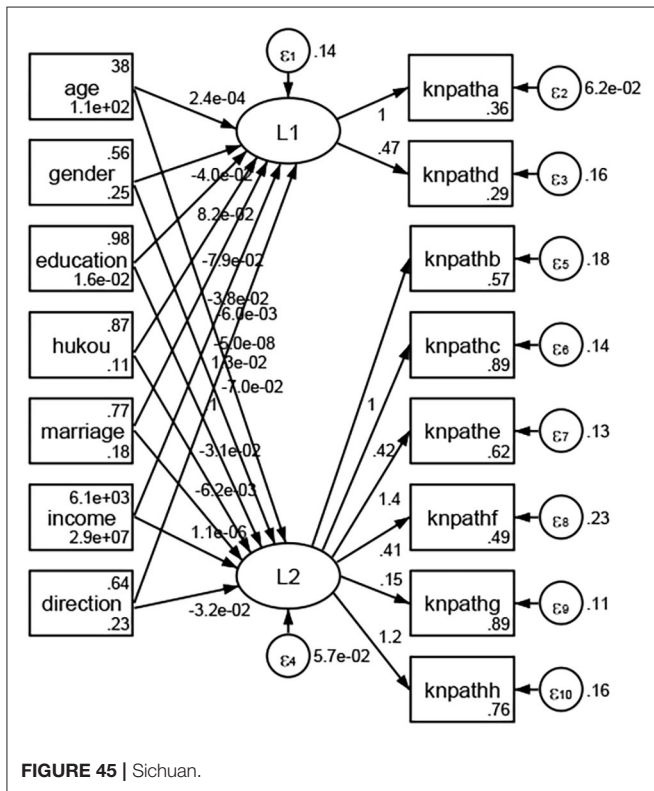 ε1 .14
38
age
1.1e+02
2.4e-04
L1
1
knpatha
.36
ε2 6.2e-02
.56
gender
.25
-4.0e-02
.47
knpathd
.29
ε3 .16
8.2e-02
.98
education
1.6e-02
-7.9e-02
knpathb
.57
ε5 .18
-3.8e-02
-6.0e-03
.87
hukou
.11
-5.0e-08
1.3e-02
-7.0e-02
knpathc
.89
ε6 .14
.77
marriage
.18
1
1
-3.1e-02
.42
knpathe
.62
ε7 .13
6.1e+03
income
2.9e+07
-6.2e-03
1.1e-06
1.4
.41
knpathf
.49
ε8 .23
.64
direction
.23
-3.2e-02
L2
.15
knpathg
.89
ε9 .11
ε4 5.7e-02
1.2
knpathh
.76
ε10 .16
FIGURE 45 | Sichuan.